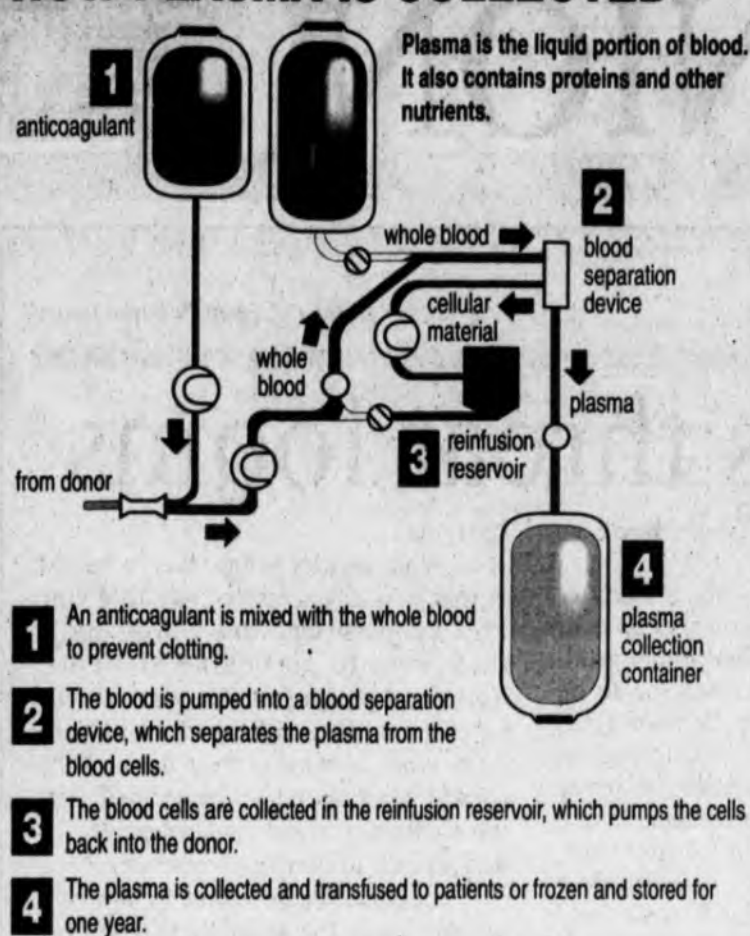 HOW PLASMA IS COLLECTED
Plasma is the liquid portion of blood.
It also contains proteins and other
nutrients.
1
anticoagulant
whole blood
2
blood
separation
device
cellular
material
whole
blood
plasma
3
reinfusion
reservoir
from donor
4
plasma
collection
container
1
An anticoagulant is mixed with the whole blood
to prevent clotting.
2
The blood is pumped into a blood separation
device, which separates the plasma from the
blood cells.
3
The blood cells are collected in the reinfusion reservoir, which pumps the cells
back into the donor.
4
The plasma is collected and transfused to patients or frozen and stored for
one year.